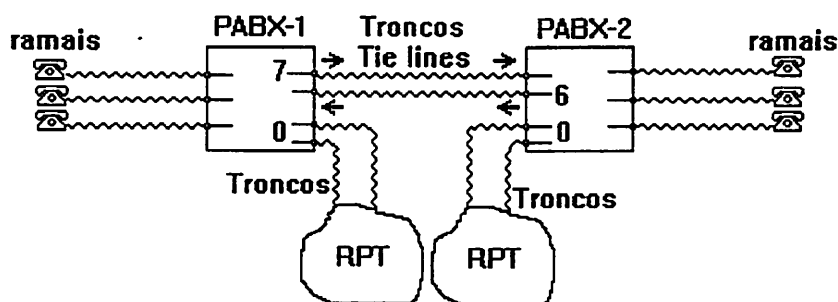 PABX-1
Troncos
Tie lines
PABX-2
ramais
ramais
7
6
0
0
Troncos
Troncos
RPT
RPT